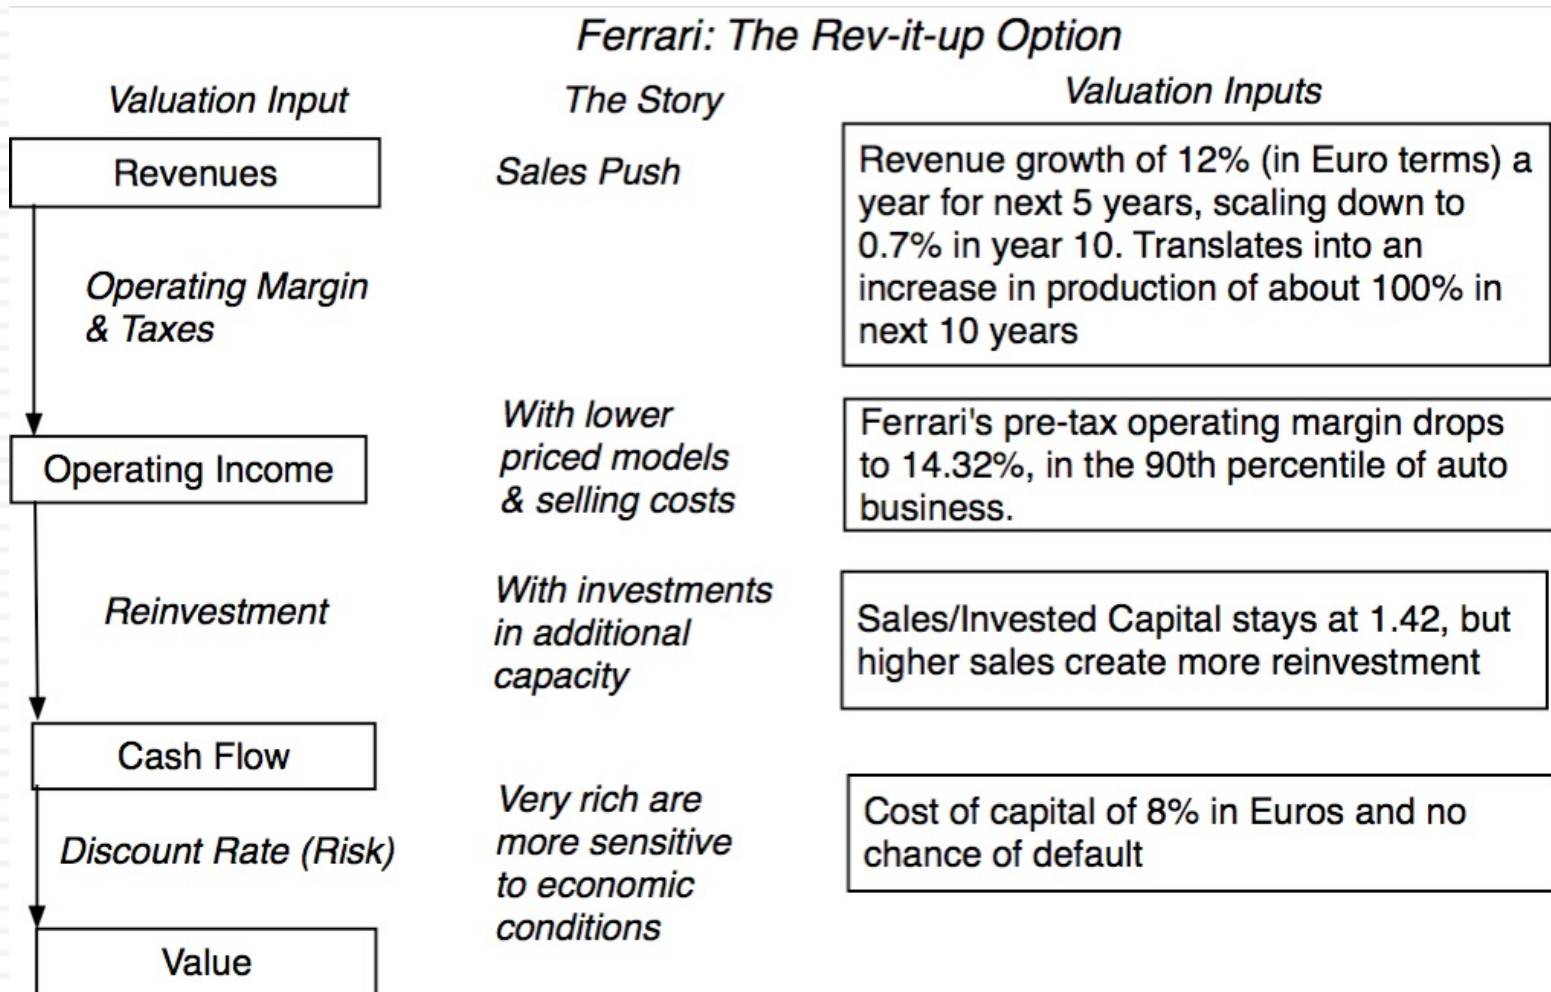 Ferrari: The Rev-it-up Option
Valuation Input
The Story
Valuation Inputs
Revenues
Sales Push
Revenue growth of 12% (in Euro terms) a
year for next 5 years, scaling down to
0.7% in year 10. Translates into an
increase in production of about 100% in
next 10 years
Operating Margin
& Taxes
Operating Income
With lower
priced models
& selling costs
Ferrari's pre-tax operating margin drops
to 14.32%, in the 90th percentile of auto
business.
Reinvestment
With investments
in additional
capacity
Sales/Invested Capital stays at 1.42, but
higher sales create more reinvestment
Cash Flow
Discount Rate (Risk)
Very rich are
more sensitive
to economic
conditions
Cost of capital of 8% in Euros and no
chance of default
Value